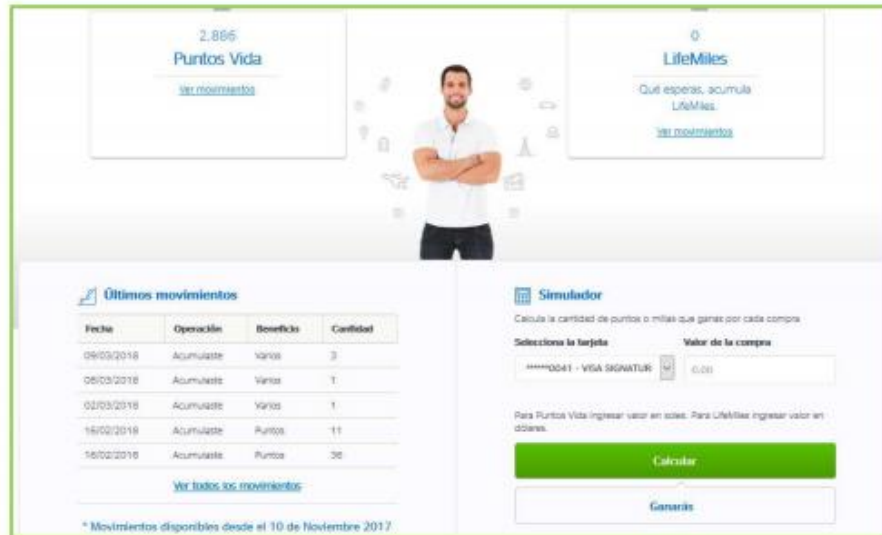 2,886
Puntos Vida
Ver movimientos
0
LifeMiles
Qué esperas, acumula
LifeMiles.
Ver movimientos
Últimos movimientos
Fecha Operación Beneficio Cantidad
09/03/2018 Acumulaste Varios 3
06/03/2018 Acumulaste Varios 1
02/03/2018 Acumulaste Varios 1
16/02/2018 Acumulaste Puntos 11
16/02/2018 Acumulaste Puntos 36
Ver todos los movimientos
* Movimientos disponibles desde el 10 de Noviembre 2017
Simulador
Calcula la cantidad de puntos o millas que ganas por cada compra
Selecciona la tarjeta Valor de la compra
******0041 - VISA SIGNATUR 0.00
Para Puntos Vida ingresar valor en soles. Para LifeMiles ingresar valor en
dólares.
Calcular
Ganarás